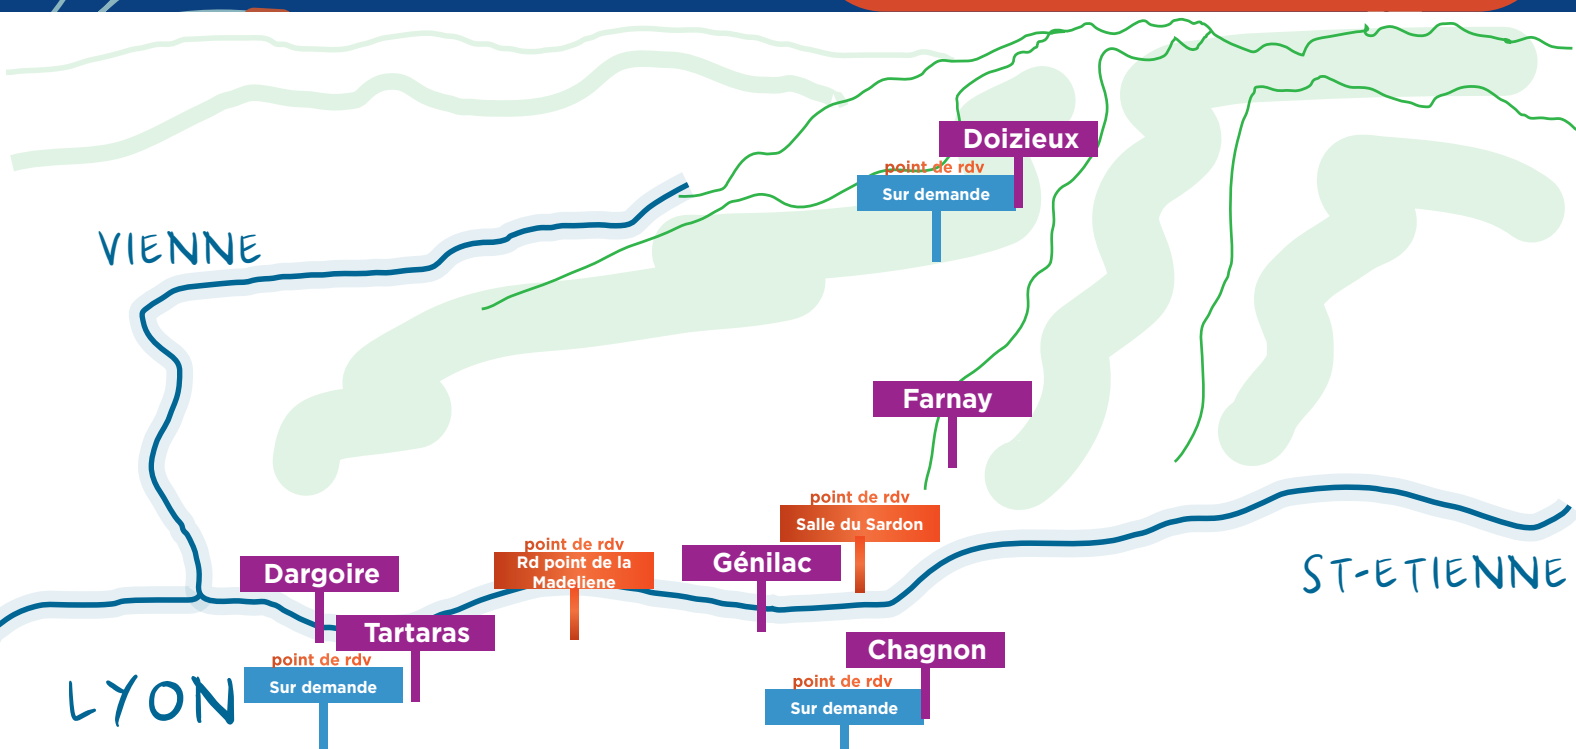 Doizieux
point de rdv
Sur demande
VIENNE
Farnay
point de rdv
Salle du Sardon
point de rdv
Rd point de la
Madeliene
Génilac
Dargoire
ST-ETIENNE
Tartaras
Chagnon
point de rdv
Sur demande
LYON
point de rdv
Sur demande